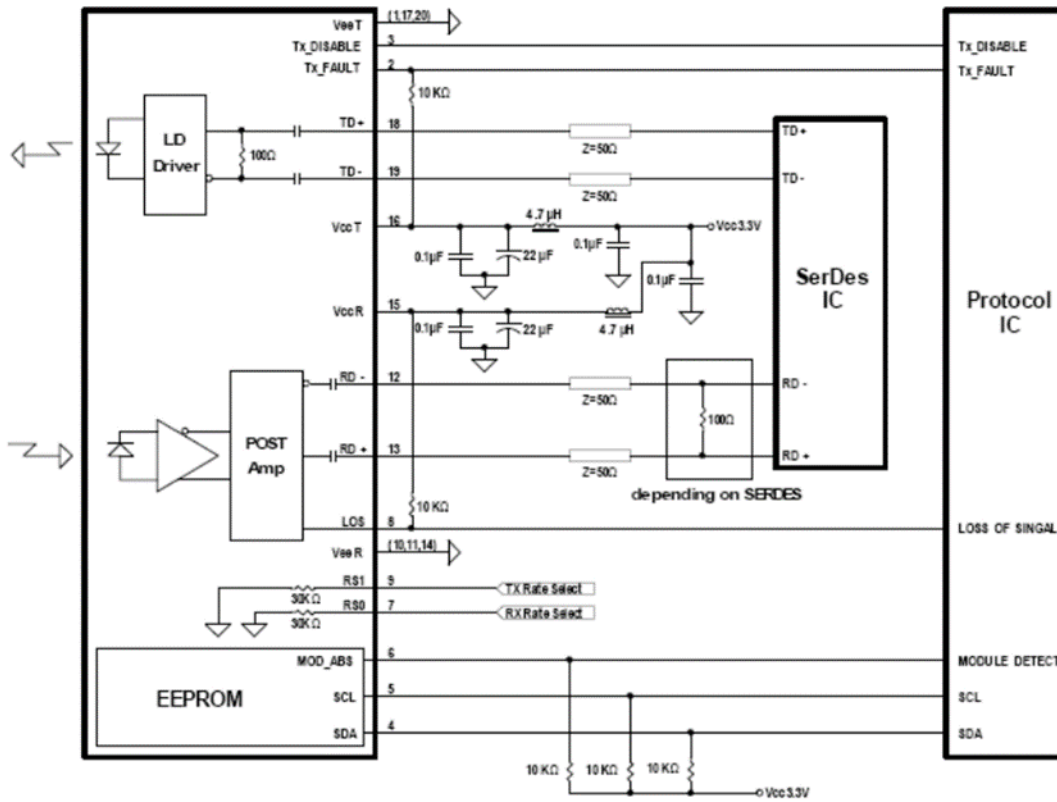 VeeT (1,17,20)
Tx_DISABLE 3 Tx_DISABLE
Tx_FAULT 2 Tx_FAULT
10 KΩ
LD
Driver
100Ω
TD+ 18 Z=50Ω TD+
TD- 19 Z=50Ω TD-
VccT 16 4.7 μH Vcc3.3V
0.1μF 22 μF 0.1μF 0.1μF
SerDes
IC
Protocol
IC
VccR 15 4.7 μH
0.1μF 22 μF
RD - 12 Z=50Ω RD -
POST
Amp
100Ω
RD + 13 Z=50Ω RD +
depending on SERDES
10 KΩ
LOS 8 LOSS OF SINGAL
VeeR (10,11,14)
RS1 9 TX Rate Select
30KΩ
RS0 7 RX Rate Select
30KΩ
EEPROM
MOD_ABS 6 MODULE DETECT
SCL 5 SCL
SDA 4 SDA
10 KΩ 10 KΩ 10 KΩ
Vcc3.3V